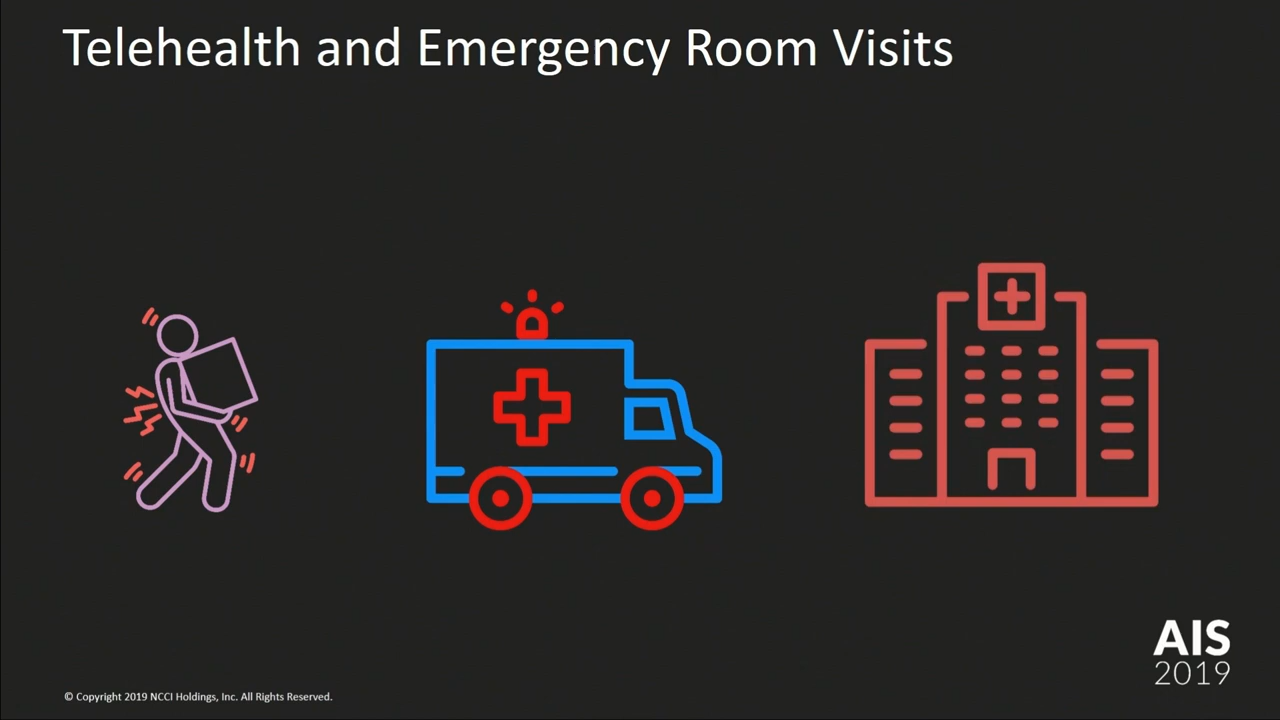 Telehealth and Emergency Room Visits
AIS
2019
© Copyright 2019 NCCI Holdings, Inc. All Rights Reserved.